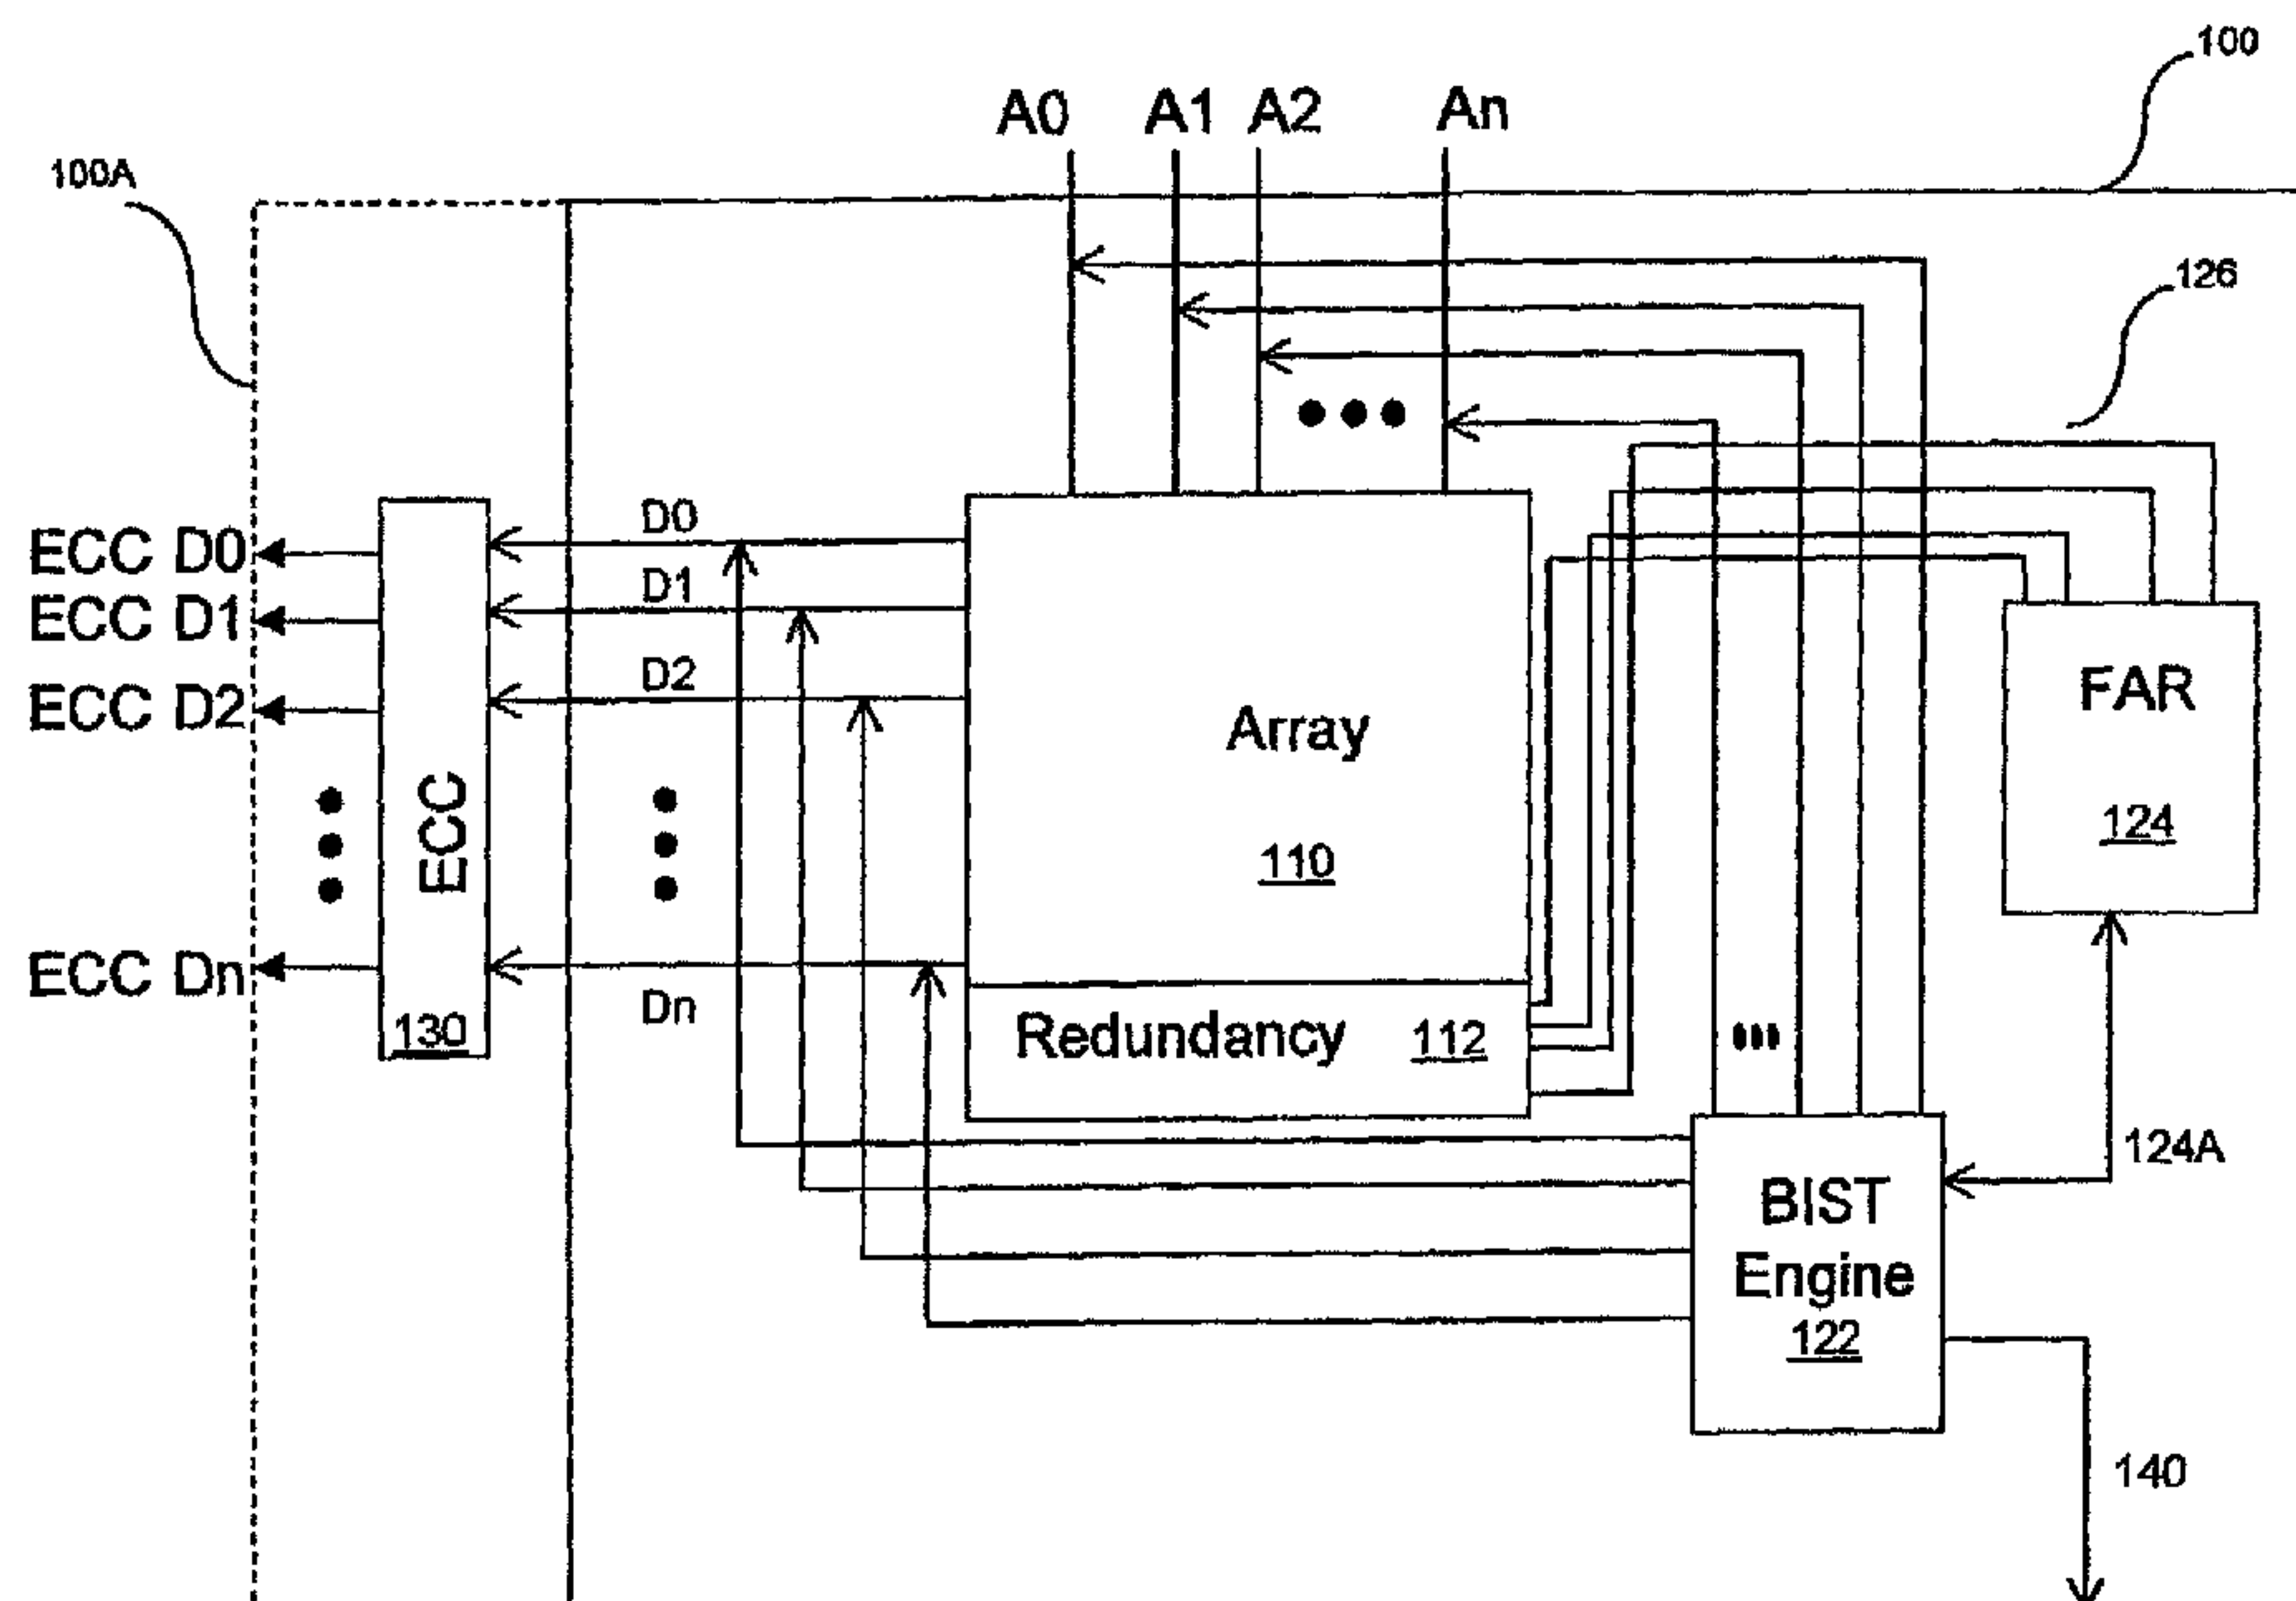 100
A0 A1 A2 An
100A
126
D0
ECC D0
D1
ECC D1
D2
ECC D2
FAR
Array
124
ECC
110
ECC Dn
Dn
130
Redundancy 112
124A
BIST
Engine
122
140